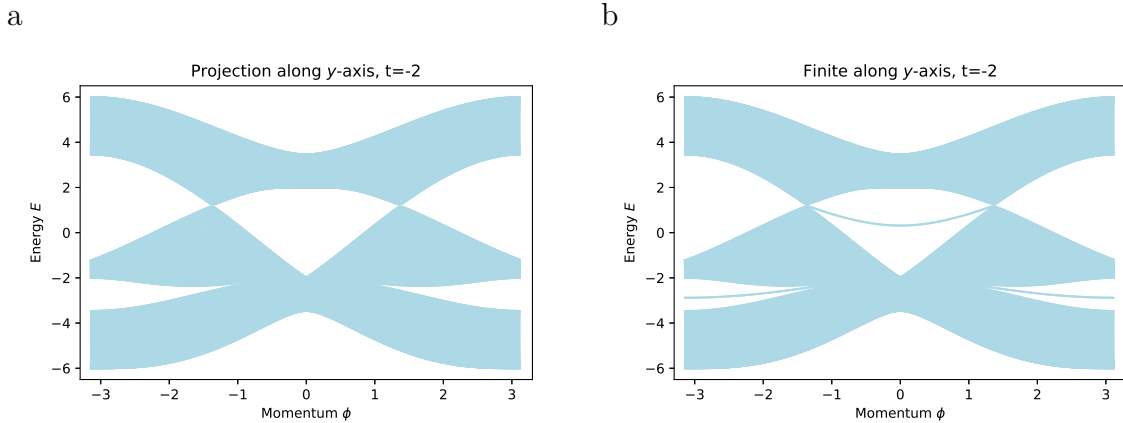 a
Projection along y-axis, t=-2
6
4
2
0
−2
−4
−6
Energy E
−3 −2 −1 0 1 2 3
Momentum ϕ
b
Finite along y-axis, t=-2
6
4
2
0
−2
−4
−6
Energy E
−3 −2 −1 0 1 2 3
Momentum ϕ